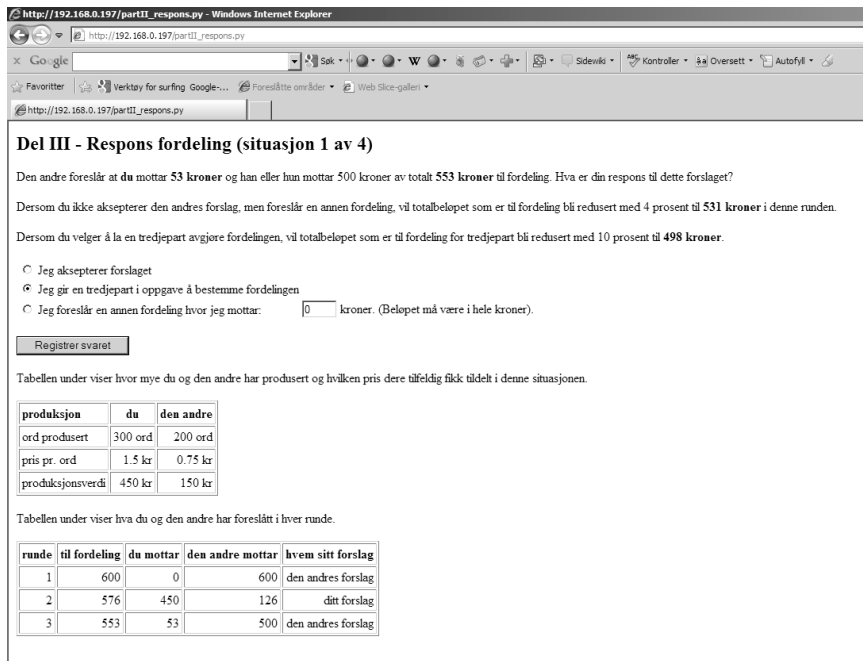 http://192.168.0.197/partII_respons.py - Windows Internet Explorer
http://192.168.0.197/partII_respons.py
x Google Søk W Sidewiki Kontroller Oversett Autofyll
Favoritter Verktøy for surfing Google-... Foreslåtte områder Web Slice-galleri
http://192.168.0.197/partII_respons.py
Del III - Respons fordeling (situasjon 1 av 4)
Den andre foreslår at du mottar 53 kroner og han eller hun mottar 500 kroner av totalt 553 kroner til fordeling. Hva er din respons til dette forslaget?
Dersom du ikke aksepterer den andres forslag, men foreslår en annen fordeling, vil totalbeløpet som er til fordeling bli redusert med 4 prosent til 531 kroner i denne runden.
Dersom du velger å la en tredjepart avgjøre fordelingen, vil totalbeløpet som er til fordeling for tredjepart bli redusert med 10 prosent til 498 kroner.
Jeg aksepterer forslaget
Jeg gir en tredjepart i oppgave å bestemme fordelingen
Jeg foreslår en annen fordeling hvor jeg mottar: 0 kroner. (Beløpet må være i hele kroner).
Registrer svaret
Tabellen under viser hvor mye du og den andre har produsert og hvilken pris dere tilfeldig fikk tildelt i denne situasjonen.
produksjon du den andre
ord produsert 300 ord 200 ord
pris pr. ord 1.5 kr 0.75 kr
produksjonsverdi 450 kr 150 kr
Tabellen under viser hva du og den andre har foreslått i hver runde.
runde til fordeling du mottar den andre mottar hvem sitt forslag
1 600 0 600 den andres forslag
2 576 450 126 ditt forslag
3 553 53 500 den andres forslag